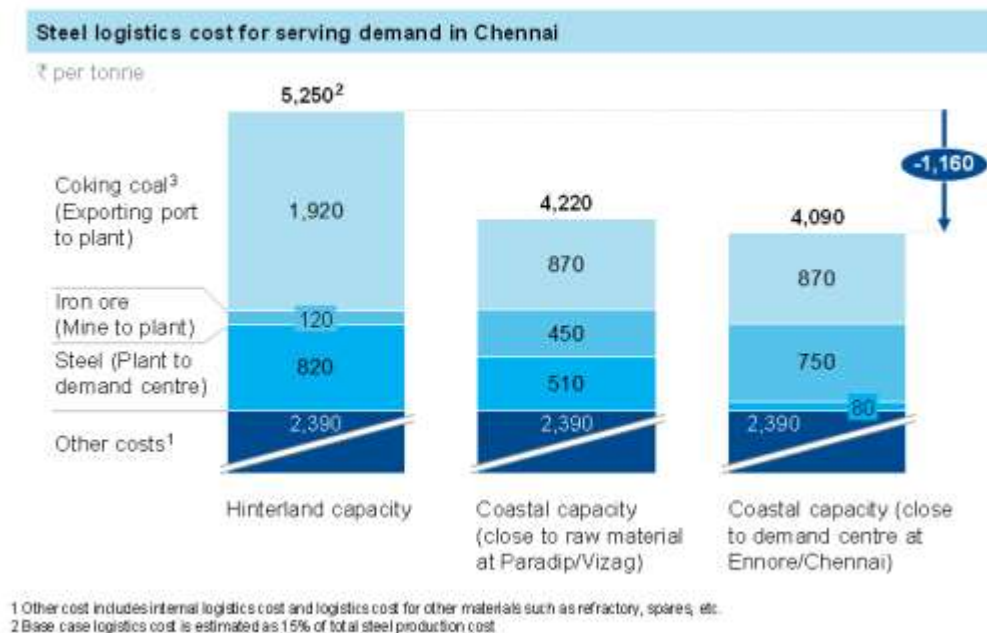 Steel logistics cost for serving demand in Chennai
₹ per tonne
5,250²
-1,160
Coking coal³
(Exporting port
to plant)
1,920
4,220
4,090
870
870
Iron ore
(Mine to plant)
120
450
750
Steel (Plant to
demand centre)
820
510
80
Other costs¹
2,390
2,390
2,390
Hinterland capacity
Coastal capacity
(close to raw material
at Paradip/Vizag)
Coastal capacity (close
to demand centre at
Ennore/Chennai)
1 Other cost includes internal logistics cost and logistics cost for other materials such as refractory, spares, etc.
2 Base case logistics cost is estimated as 15% of total steel production cost